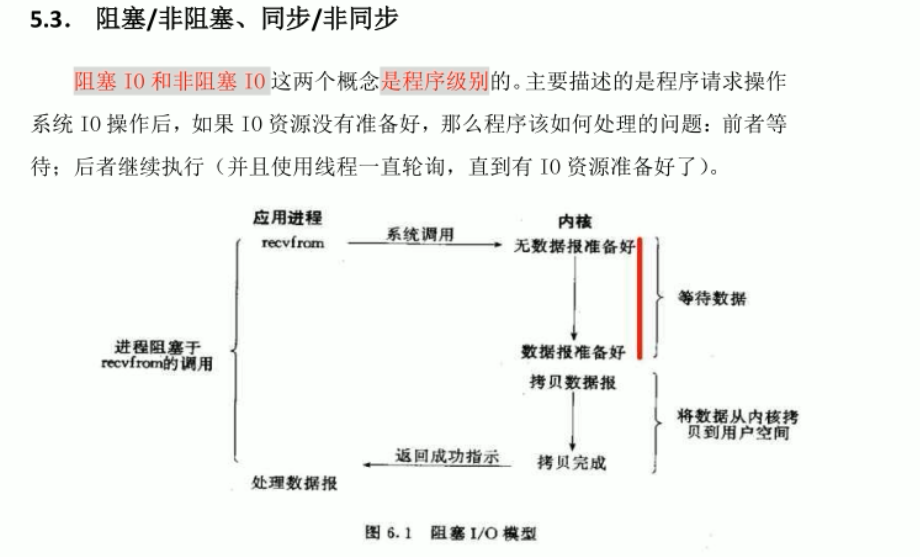 5.3. 阻塞/非阻塞、同步/非同步
阻塞 IO 和非阻塞 IO 这两个概念是程序级别的。主要描述的是程序请求操作
系统 IO 操作后，如果 IO 资源没有准备好，那么程序该如何处理的问题：前者等
待；后者继续执行（并且使用线程一直轮询，直到有 IO 资源准备好了）。
应用进程
内核
recvfrom
系统调用
无数据报准备好
等待数据
进程阻塞于
recvfrom的调用
数据报准备好
拷贝数据报
将数据从内核拷
贝到用户空间
返回成功指示
拷贝完成
处理数据报
图 6.1 阻塞 I/O 模型